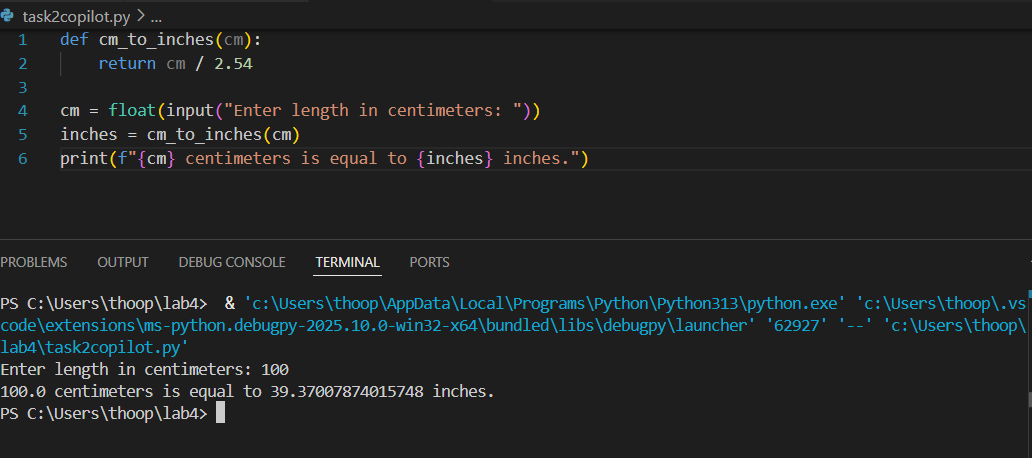 task2copilot.py > ...
1 def cm_to_inches(cm):
2     return cm / 2.54
3
4 cm = float(input("Enter length in centimeters: "))
5 inches = cm_to_inches(cm)
6 print(f"{cm} centimeters is equal to {inches} inches.")
PROBLEMS OUTPUT DEBUG CONSOLE TERMINAL PORTS
PS C:\Users\thoop\lab4>  & 'c:\Users\thoop\AppData\Local\Programs\Python\Python313\python.exe' 'c:\Users\thoop\.vs
code\extensions\ms-python.debugpy-2025.10.0-win32-x64\bundled\libs\debugpy\launcher' '62927' '--' 'c:\Users\thoop\
lab4\task2copilot.py'
Enter length in centimeters: 100
100.0 centimeters is equal to 39.37007874015748 inches.
PS C:\Users\thoop\lab4>